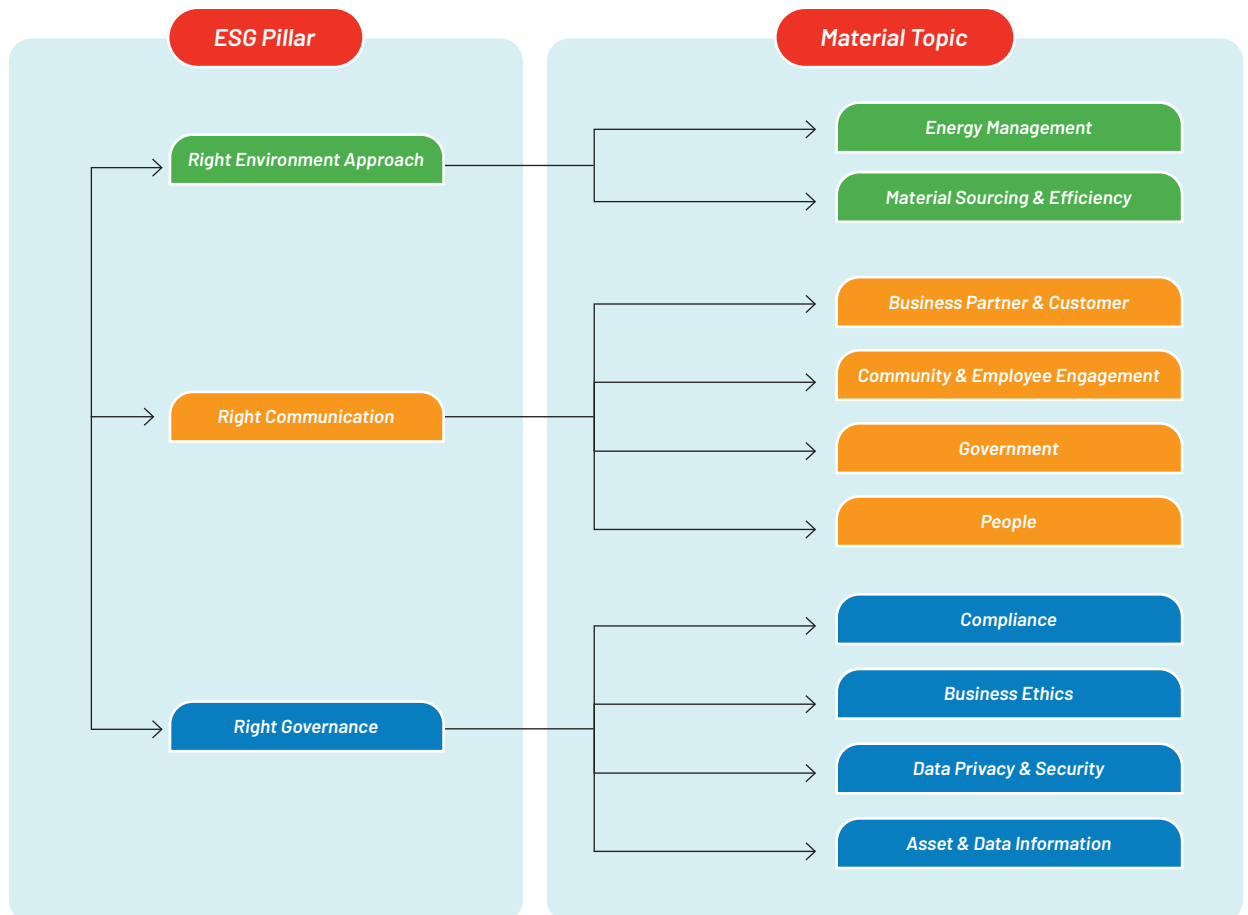 ESG Pillar
Material Topic
Right Environment Approach
Energy Management
Material Sourcing & Efficiency
Right Communication
Business Partner & Customer
Community & Employee Engagement
Government
People
Right Governance
Compliance
Business Ethics
Data Privacy & Security
Asset & Data Information